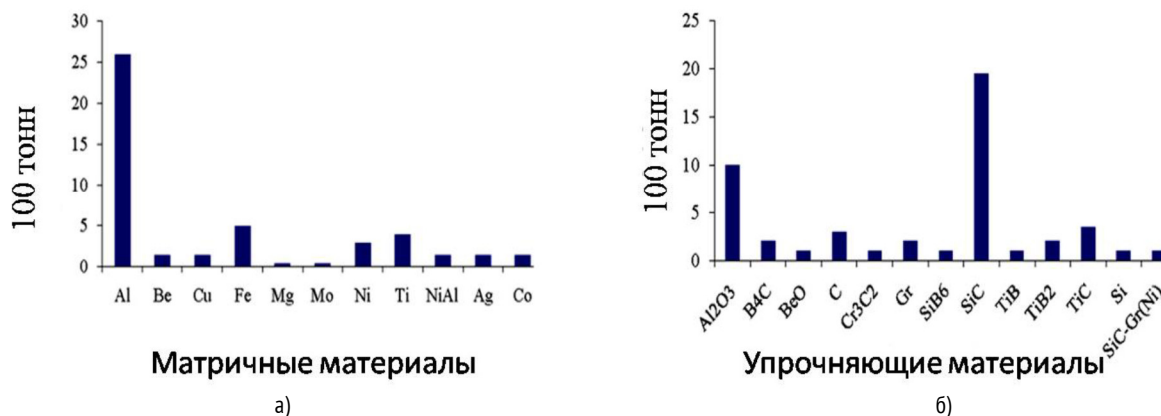 30
25
20
15
10
5
0
100 тонн
Al Be Cu Fe Mg Mo Ni Ti NiAl Ag Co
Матричные материалы
а)
25
20
15
10
5
0
100 тонн
Al2O3 B4C BeO C Cr3C2 Gr SiB6 SiC TiB TiB2 TiC Si SiC-Gr(Ni)
Упрочняющие материалы
б)